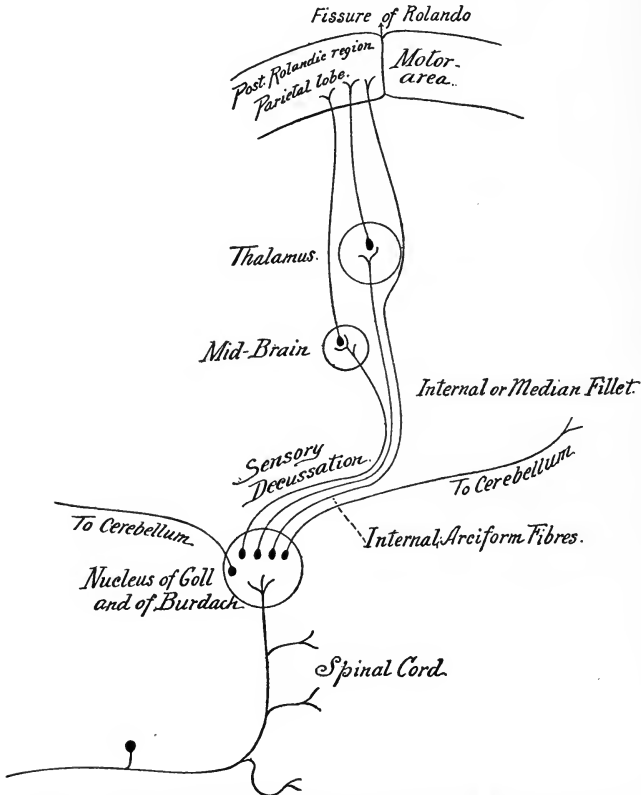 Fissure of Rolando
Post. Rolandic region
Parietal lobe.
Motor-
area.
Thalamus.
Mid-Brain
Internal or Median Fillet.
Sensory
Decussation.
To Cerebellum
To Cerebellum
Internal Arciform Fibres.
Nucleus of Goll
and of Burdach
Spinal Cord